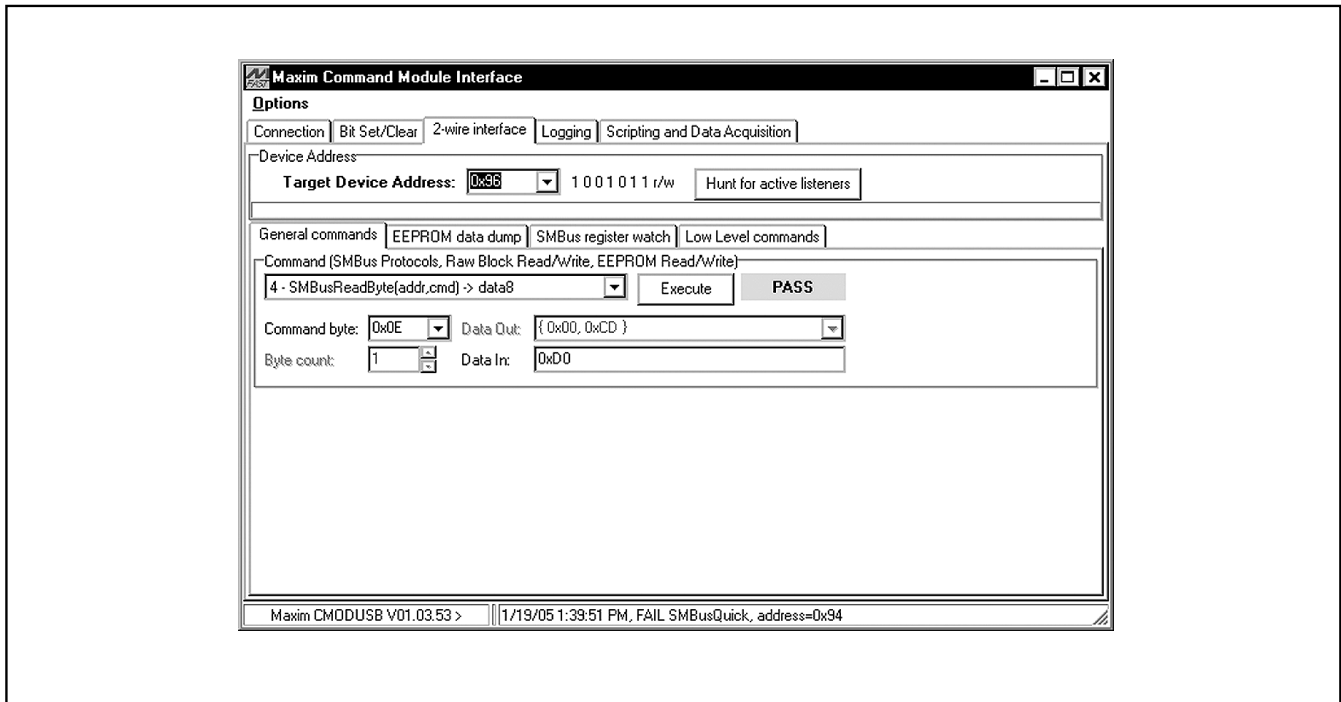 FAST Maxim Command Module Interface
Options
Connection Bit Set/Clear 2-wire interface Logging Scripting and Data Acquisition
Device Address
Target Device Address: 0x96 1 0 0 1 0 1 1 r/w Hunt for active listeners
General commands EEPROM data dump SMBus register watch Low Level commands
Command (SMBus Protocols, Raw Block Read/Write, EEPROM Read/Write)
4 - SMBusReadByte(addr,cmd) -> data8 Execute PASS
Command byte: 0x0E Data Out: { 0x00, 0xCD }
Byte count: 1 Data In: 0xD0
Maxim CMODUSB V01.03.53 > 1/19/05 1:39:51 PM, FAIL SMBusQuick, address=0x94